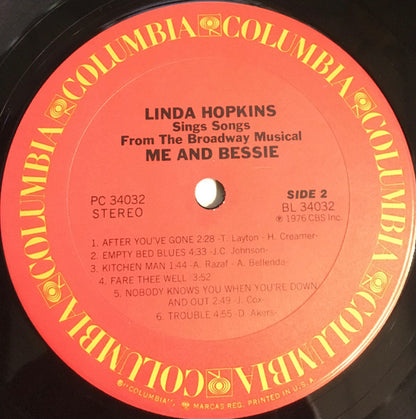 COLUMBIA COLUMBIA COLUMBIA COLUMBIA COLUMBIA COLUMBIA
LINDA HOPKINS
Sings Songs
From The Broadway Musical
ME AND BESSIE
PC 34032
STEREO
SIDE 2
BL 34032
℗ 1976 CBS Inc.
1. AFTER YOU'VE GONE 2:28 -T. Layton - H. Creamer-
2. EMPTY BED BLUES 4:33 -J.C. Johnson-
3. KITCHEN MAN 1:44 -A. Razaf - A. Bellenda-
4. FARE THEE WELL 3:52
5. NOBODY KNOWS YOU WHEN YOU'RE DOWN
AND OUT 2:49 -J. Cox-
6. TROUBLE 4:55 -D. Akers-
"COLUMBIA", MARCAS REG. PRINTED IN U.S.A.